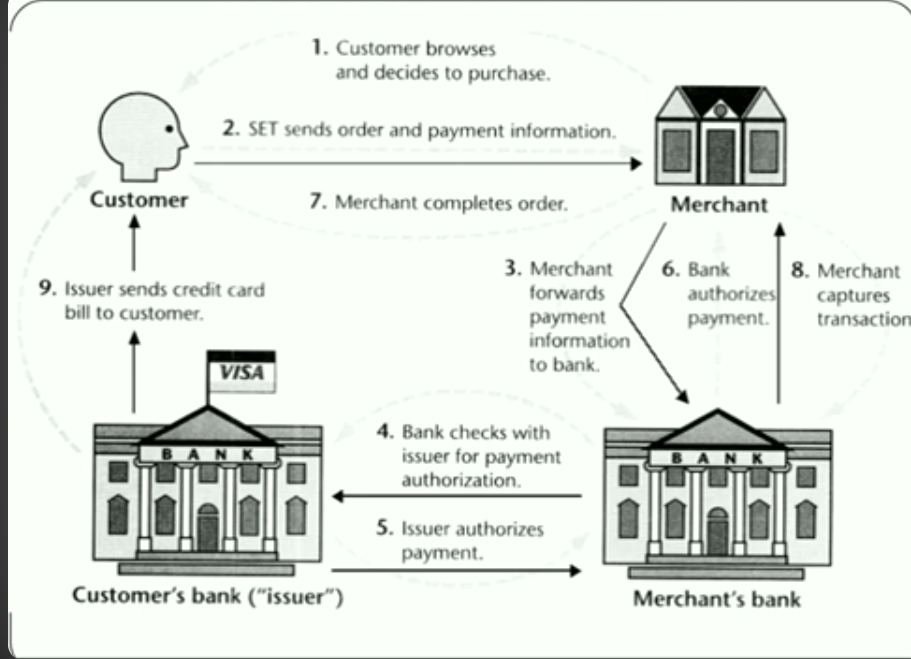 1. Customer browses
and decides to purchase.
2. SET sends order and payment information.
Customer
7. Merchant completes order.
Merchant
3. Merchant
forwards
payment
information
to bank.
6. Bank
authorizes
payment.
8. Merchant
captures
transaction
9. Issuer sends credit card
bill to customer.
VISA
4. Bank checks with
issuer for payment
authorization.
BANK
BANK
5. Issuer authorizes
payment.
Customer's bank ("issuer")
Merchant's bank